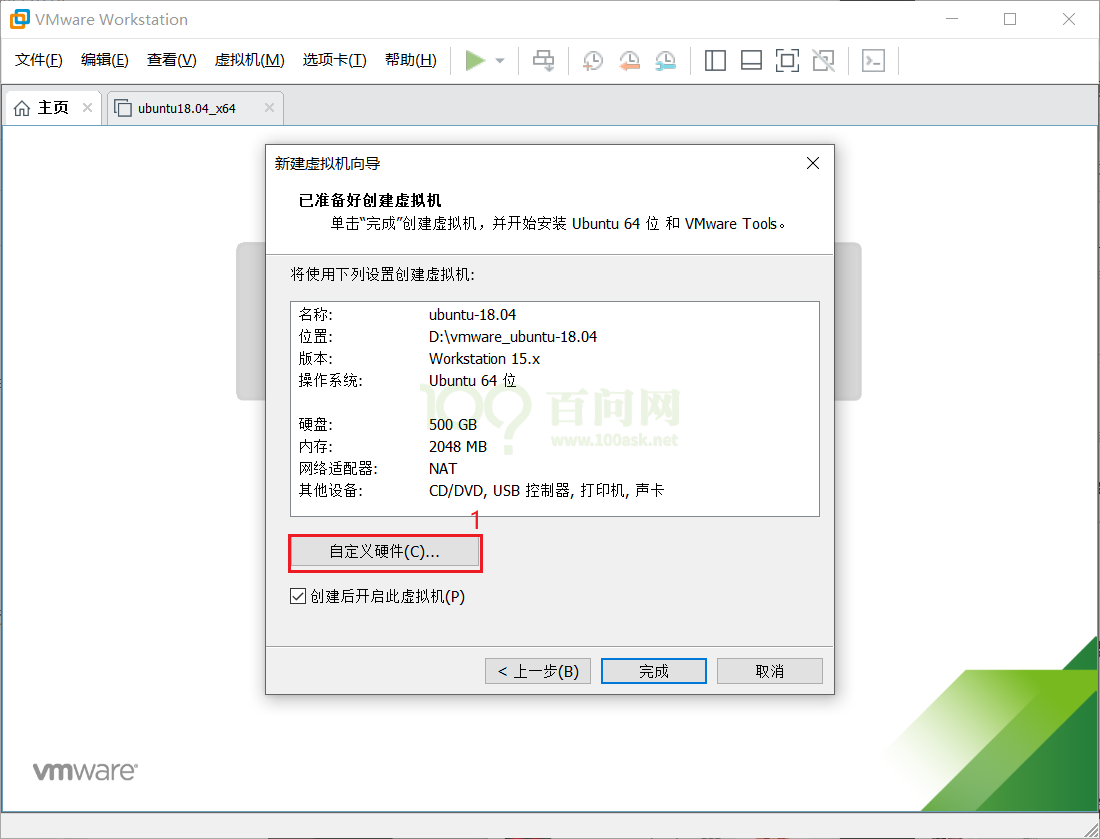 VMware Workstation
文件(F) 编辑(E) 查看(V) 虚拟机(M) 选项卡(T) 帮助(H)
主页 ubuntu18.04_x64
新建虚拟机向导
已准备好创建虚拟机
单击“完成”创建虚拟机，并开始安装 Ubuntu 64 位 和 VMware Tools。
将使用下列设置创建虚拟机:
名称: ubuntu-18.04
位置: D:\vmware_ubuntu-18.04
版本: Workstation 15.x
操作系统: Ubuntu 64 位
100? 百问网
www.100ask.net
硬盘: 500 GB
内存: 2048 MB
网络适配器: NAT
其他设备: CD/DVD, USB 控制器, 打印机, 声卡
1
自定义硬件(C)...
创建后开启此虚拟机(P)
< 上一步(B) 完成 取消
vmware